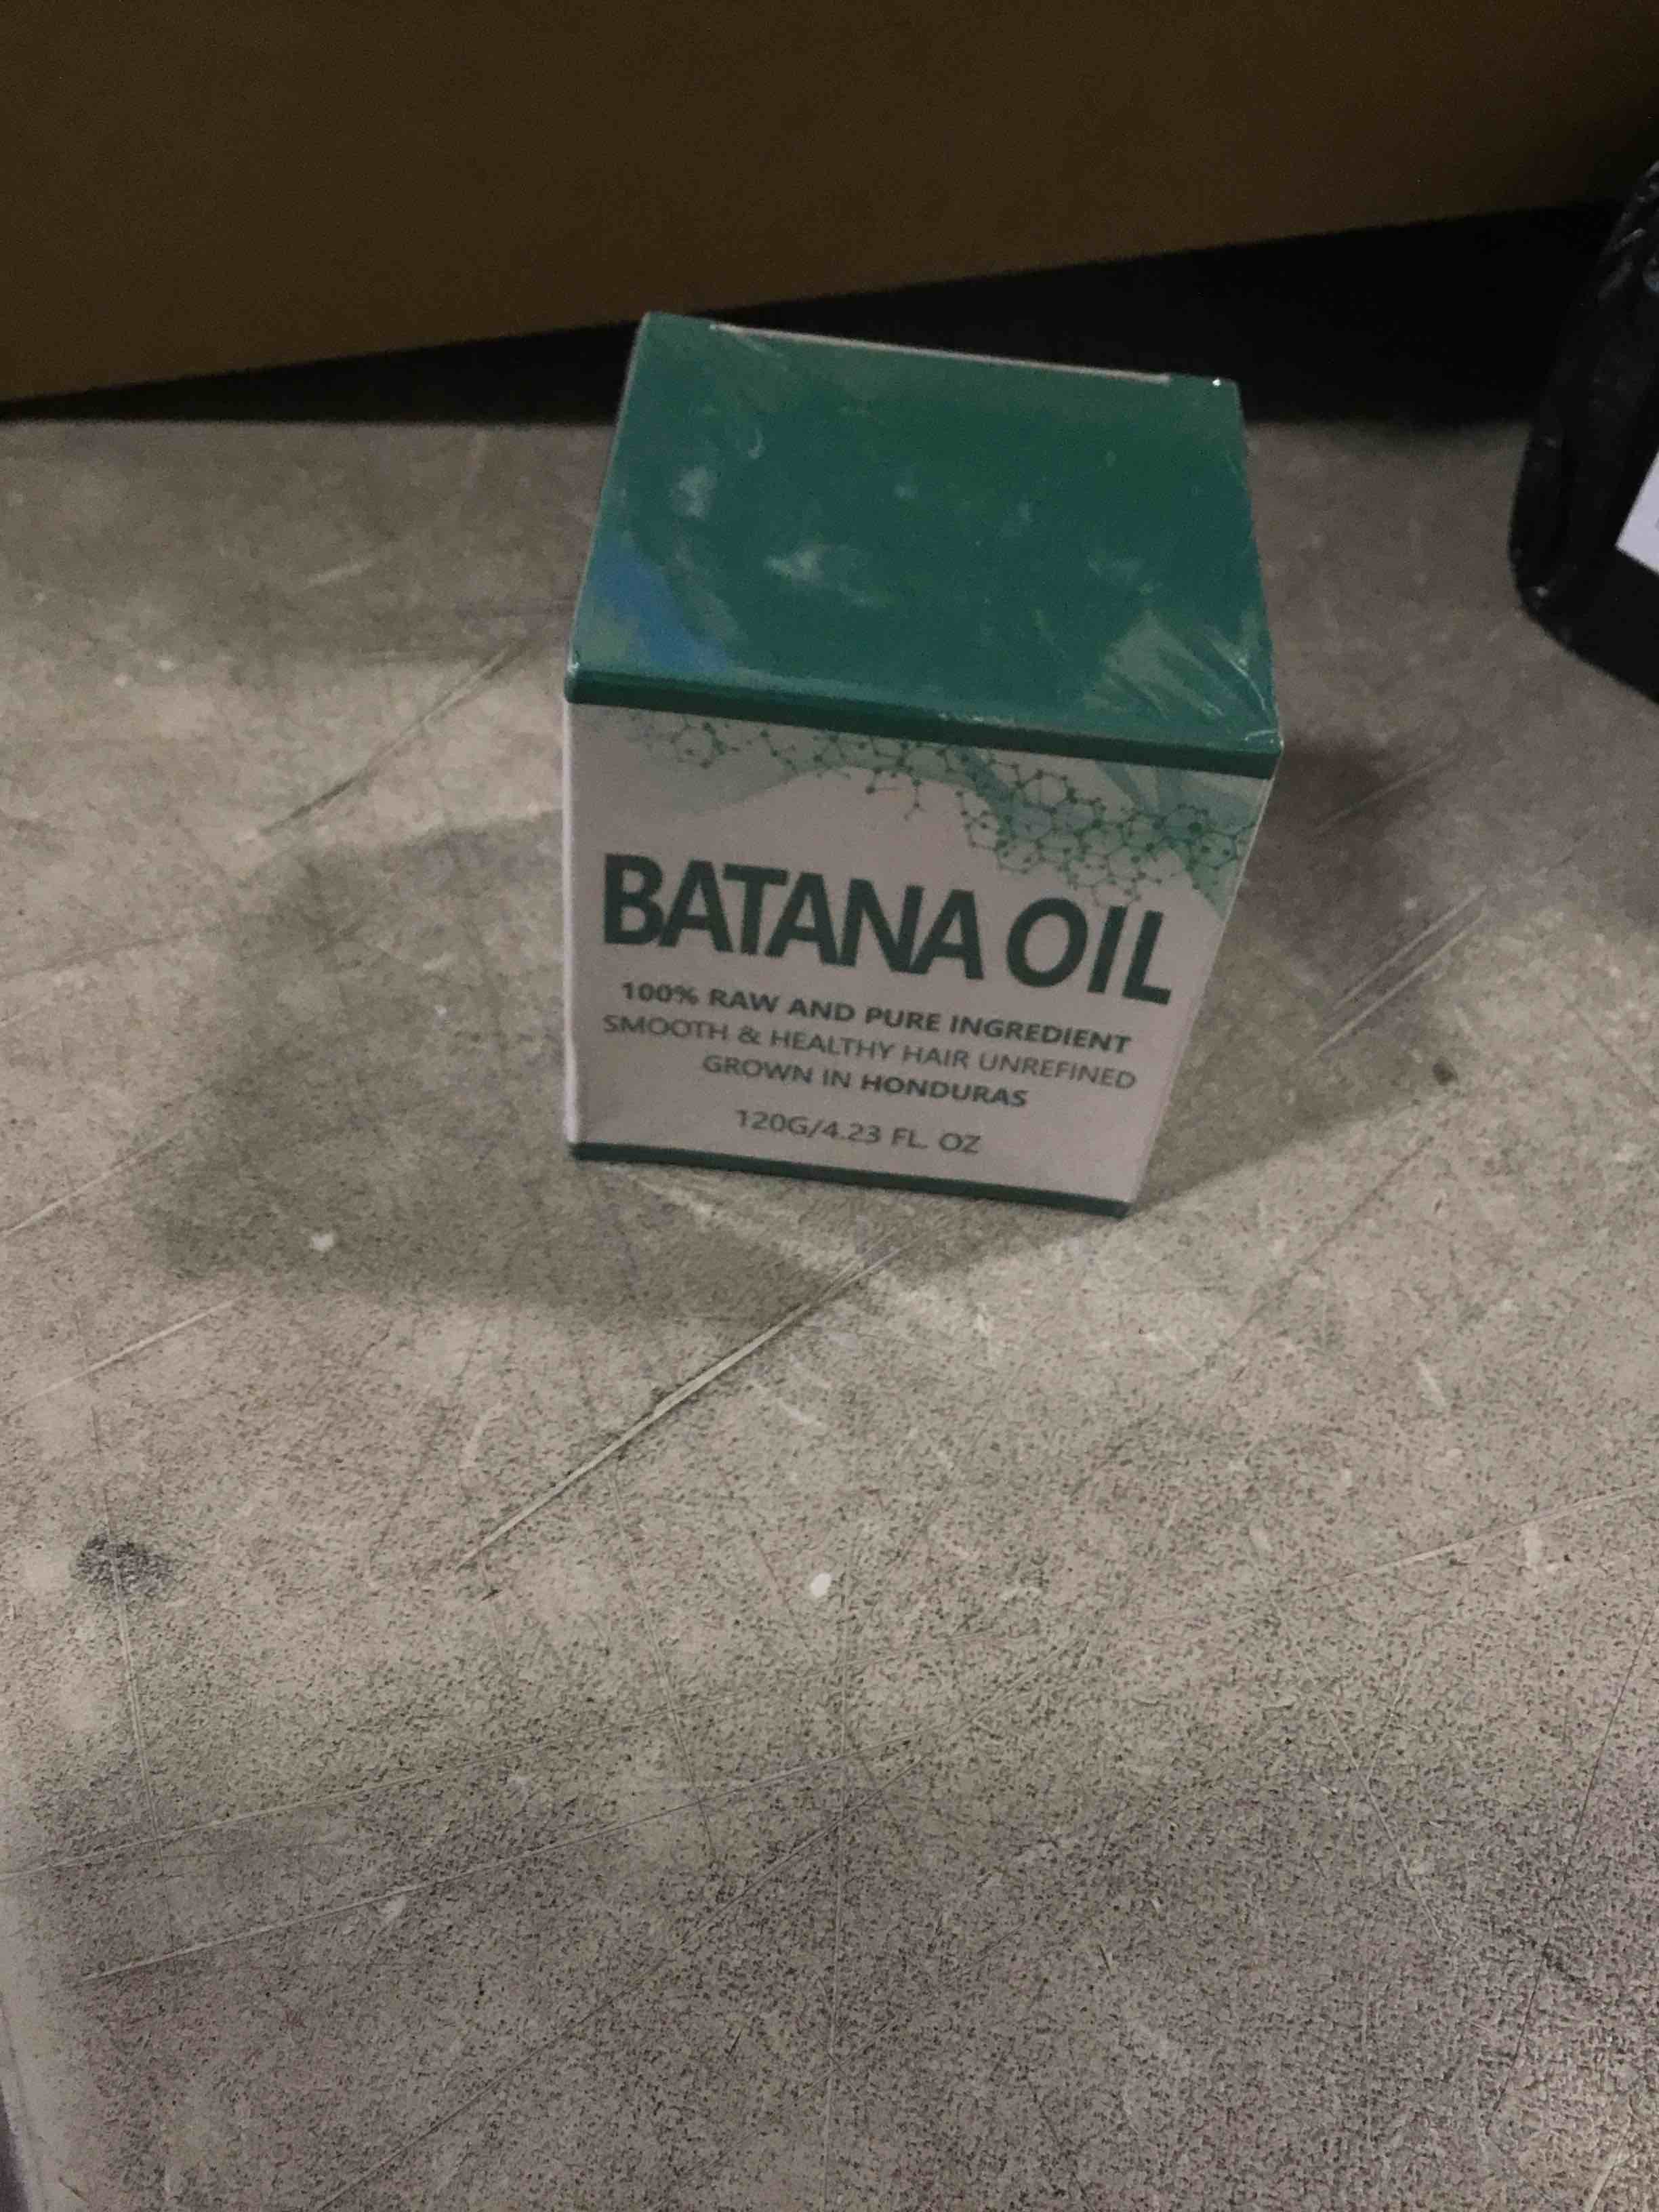 BATANA OIL
100% RAW AND PURE INGREDIENT
SMOOTH & HEALTHY HAIR UNREFINED
GROWN IN HONDURAS
120G/4.23 FL. OZ